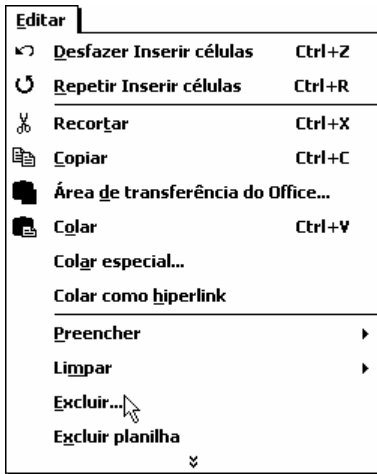 Editar
Desfazer Inserir células Ctrl+Z
Repetir Inserir células Ctrl+R
Recortar Ctrl+X
Copiar Ctrl+C
Área de transferência do Office...
Colar Ctrl+V
Colar especial...
Colar como hiperlink
Preencher
Limpar
Excluir...
Excluir planilha